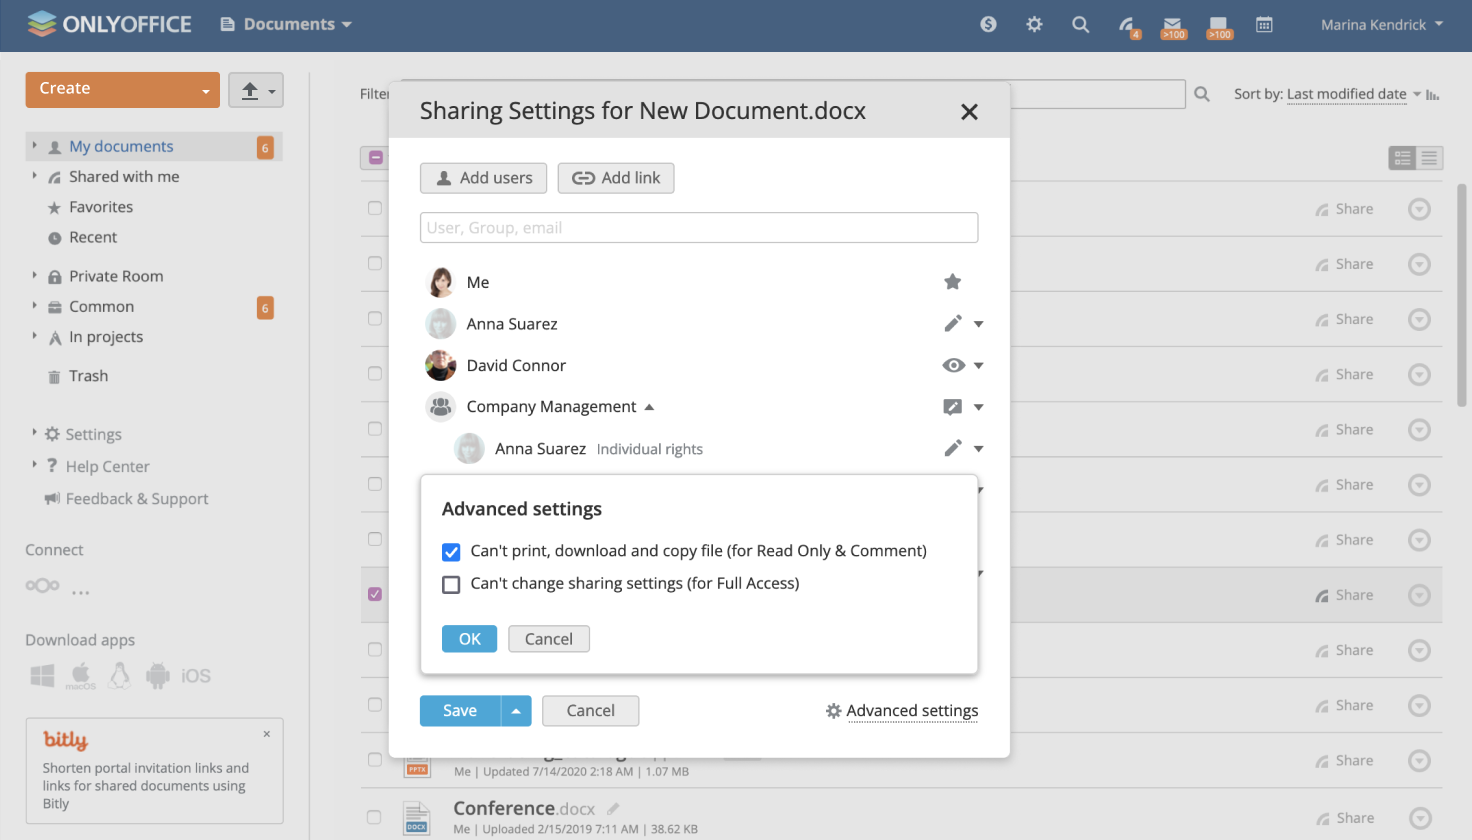 ONLYOFFICE Documents
4 >100 >100 Marina Kendrick
Create
Filter
Sort by: Last modified date
Sharing Settings for New Document.docx
Add users Add link
User, Group, email
Me
Anna Suarez
David Connor
Company Management
Anna Suarez Individual rights
Advanced settings
Can't print, download and copy file (for Read Only & Comment)
Can't change sharing settings (for Full Access)
OK Cancel
Save Cancel Advanced settings
My documents 6
Shared with me
Favorites
Recent
Private Room
Common 6
In projects
Trash
Settings
? Help Center
Feedback & Support
Connect
...
Download apps
macOS iOS
bitly ×
Shorten portal invitation links and
links for shared documents using
Bitly
Share
Share
Share
Share
Share
Share
Share
Share
Share
Share
Share
Share
PPTX
Me | Updated 7/14/2020 2:18 AM | 1.07 MB
Conference.docx
DOCX
Me | Uploaded 2/15/2019 7:11 AM | 38.62 KB